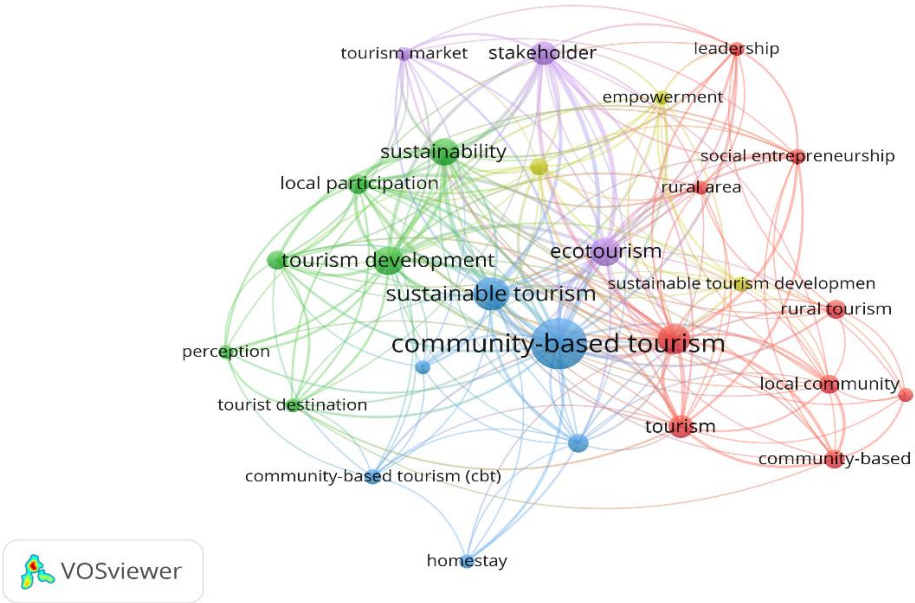 tourism market
stakeholder
leadership
empowerment
sustainability
social entrepreneurship
local participation
rural area
ecotourism
tourism development
sustainable tourism developmen
sustainable tourism
rural tourism
community-based tourism
perception
local community
tourist destination
tourism
community-based
community-based tourism (cbt)
homestay
VOSviewer